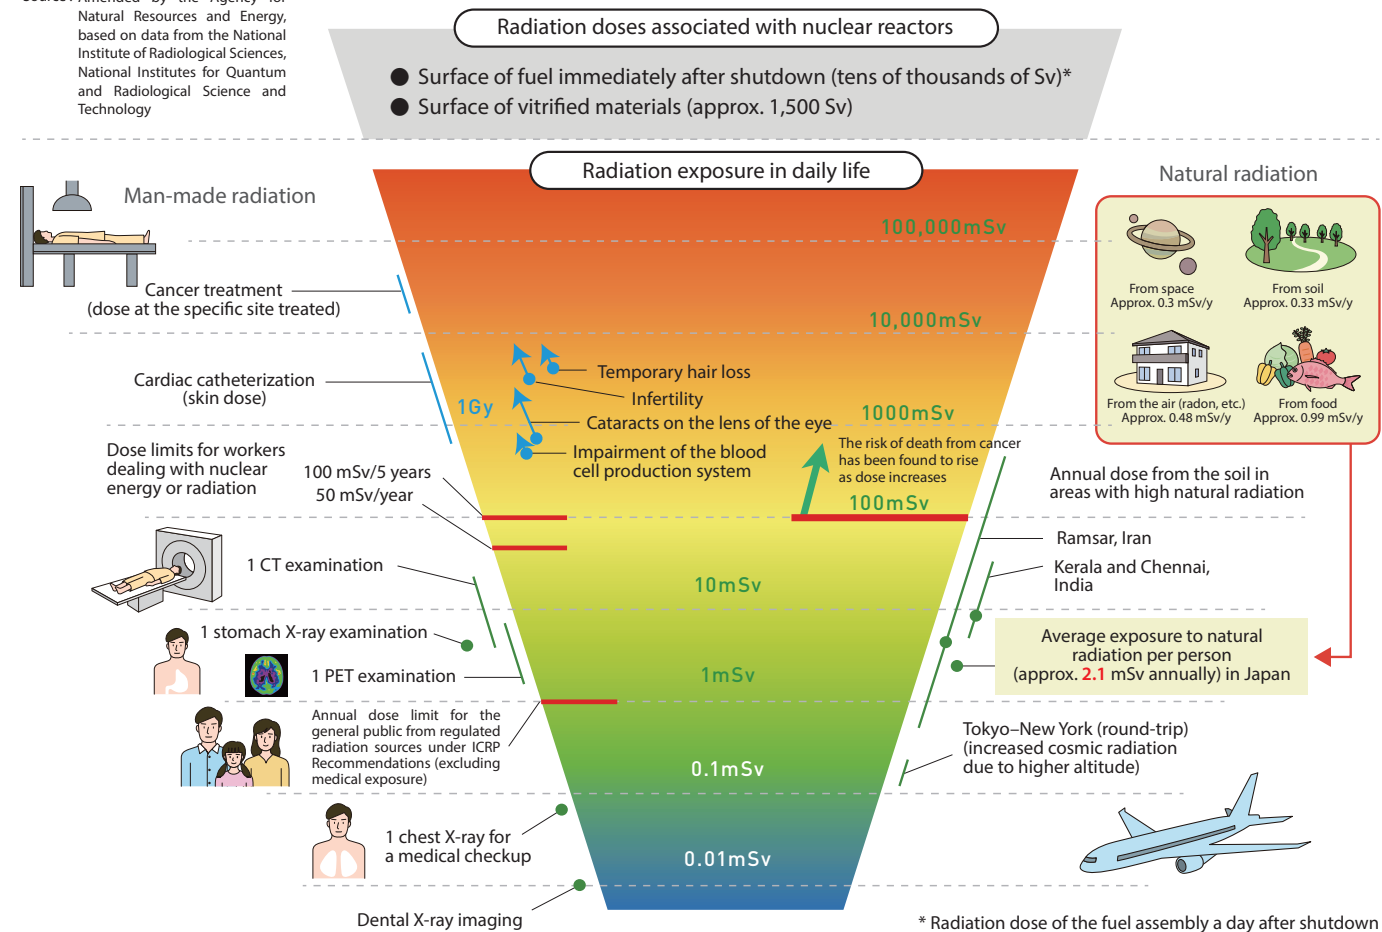 Source: Amended by the Agency for
Natural Resources and Energy,
based on data from the National
Institute of Radiological Sciences,
National Institutes for Quantum
and Radiological Science and
Technology
Radiation doses associated with nuclear reactors
● Surface of fuel immediately after shutdown (tens of thousands of Sv)*
● Surface of vitrified materials (approx. 1,500 Sv)
Radiation exposure in daily life
Man-made radiation
Natural radiation
100,000mSv
10,000mSv
1000mSv
100mSv
10mSv
1mSv
0.1mSv
0.01mSv
Cancer treatment
(dose at the specific site treated)
Cardiac catheterization
(skin dose)
1Gy
Temporary hair loss
Infertility
Cataracts on the lens of the eye
Impairment of the blood
cell production system
The risk of death from cancer
has been found to rise
as dose increases
Dose limits for workers
dealing with nuclear
energy or radiation
100 mSv/5 years
50 mSv/year
1 CT examination
1 stomach X-ray examination
1 PET examination
Annual dose limit for the
general public from regulated
radiation sources under ICRP
Recommendations (excluding
medical exposure)
1 chest X-ray for
a medical checkup
Dental X-ray imaging
From space
Approx. 0.3 mSv/y
From soil
Approx. 0.33 mSv/y
From the air (radon, etc.)
Approx. 0.48 mSv/y
From food
Approx. 0.99 mSv/y
Annual dose from the soil in
areas with high natural radiation
Ramsar, Iran
Kerala and Chennai,
India
Average exposure to natural
radiation per person
(approx. 2.1 mSv annually) in Japan
Tokyo–New York (round-trip)
(increased cosmic radiation
due to higher altitude)
* Radiation dose of the fuel assembly a day after shutdown